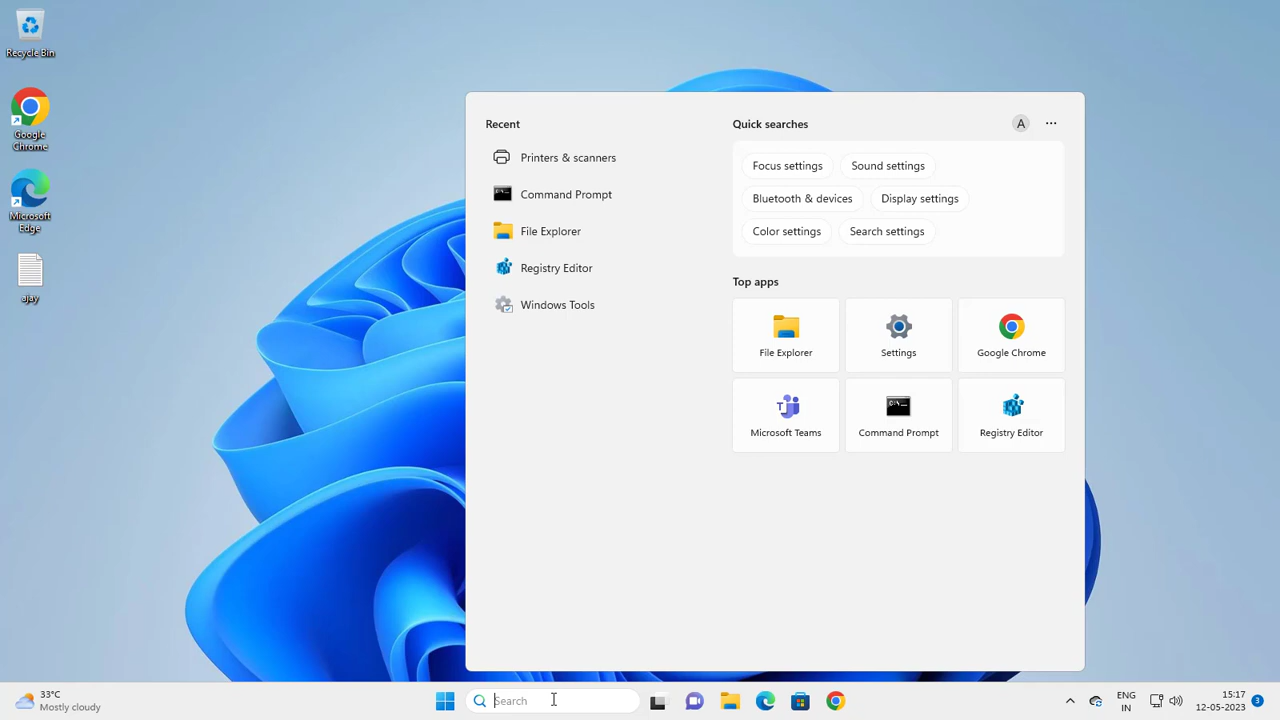 Recycle Bin
Google
Chrome
Microsoft
Edge
ajay
Recent
Printers & scanners
Command Prompt
File Explorer
Registry Editor
Windows Tools
Quick searches
A
Focus settings
Sound settings
Bluetooth & devices
Display settings
Color settings
Search settings
Top apps
File Explorer
Settings
Google Chrome
Microsoft Teams
Command Prompt
Registry Editor
33°C
Mostly cloudy
Search
ENG
IN
15:17
12-05-2023
3